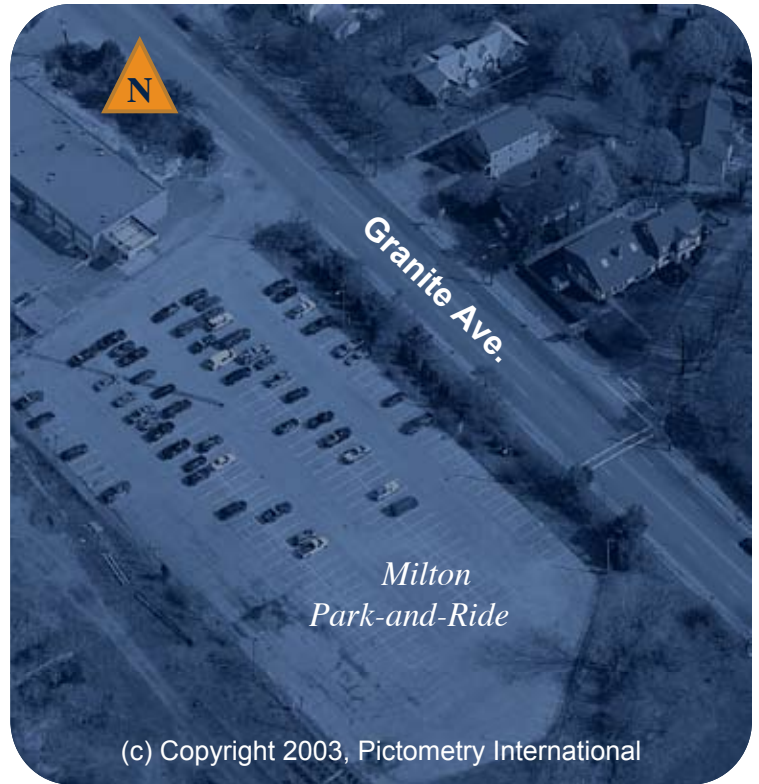 N
Granite Ave.
Milton
Park-and-Ride
(c) Copyright 2003, Pictometry International